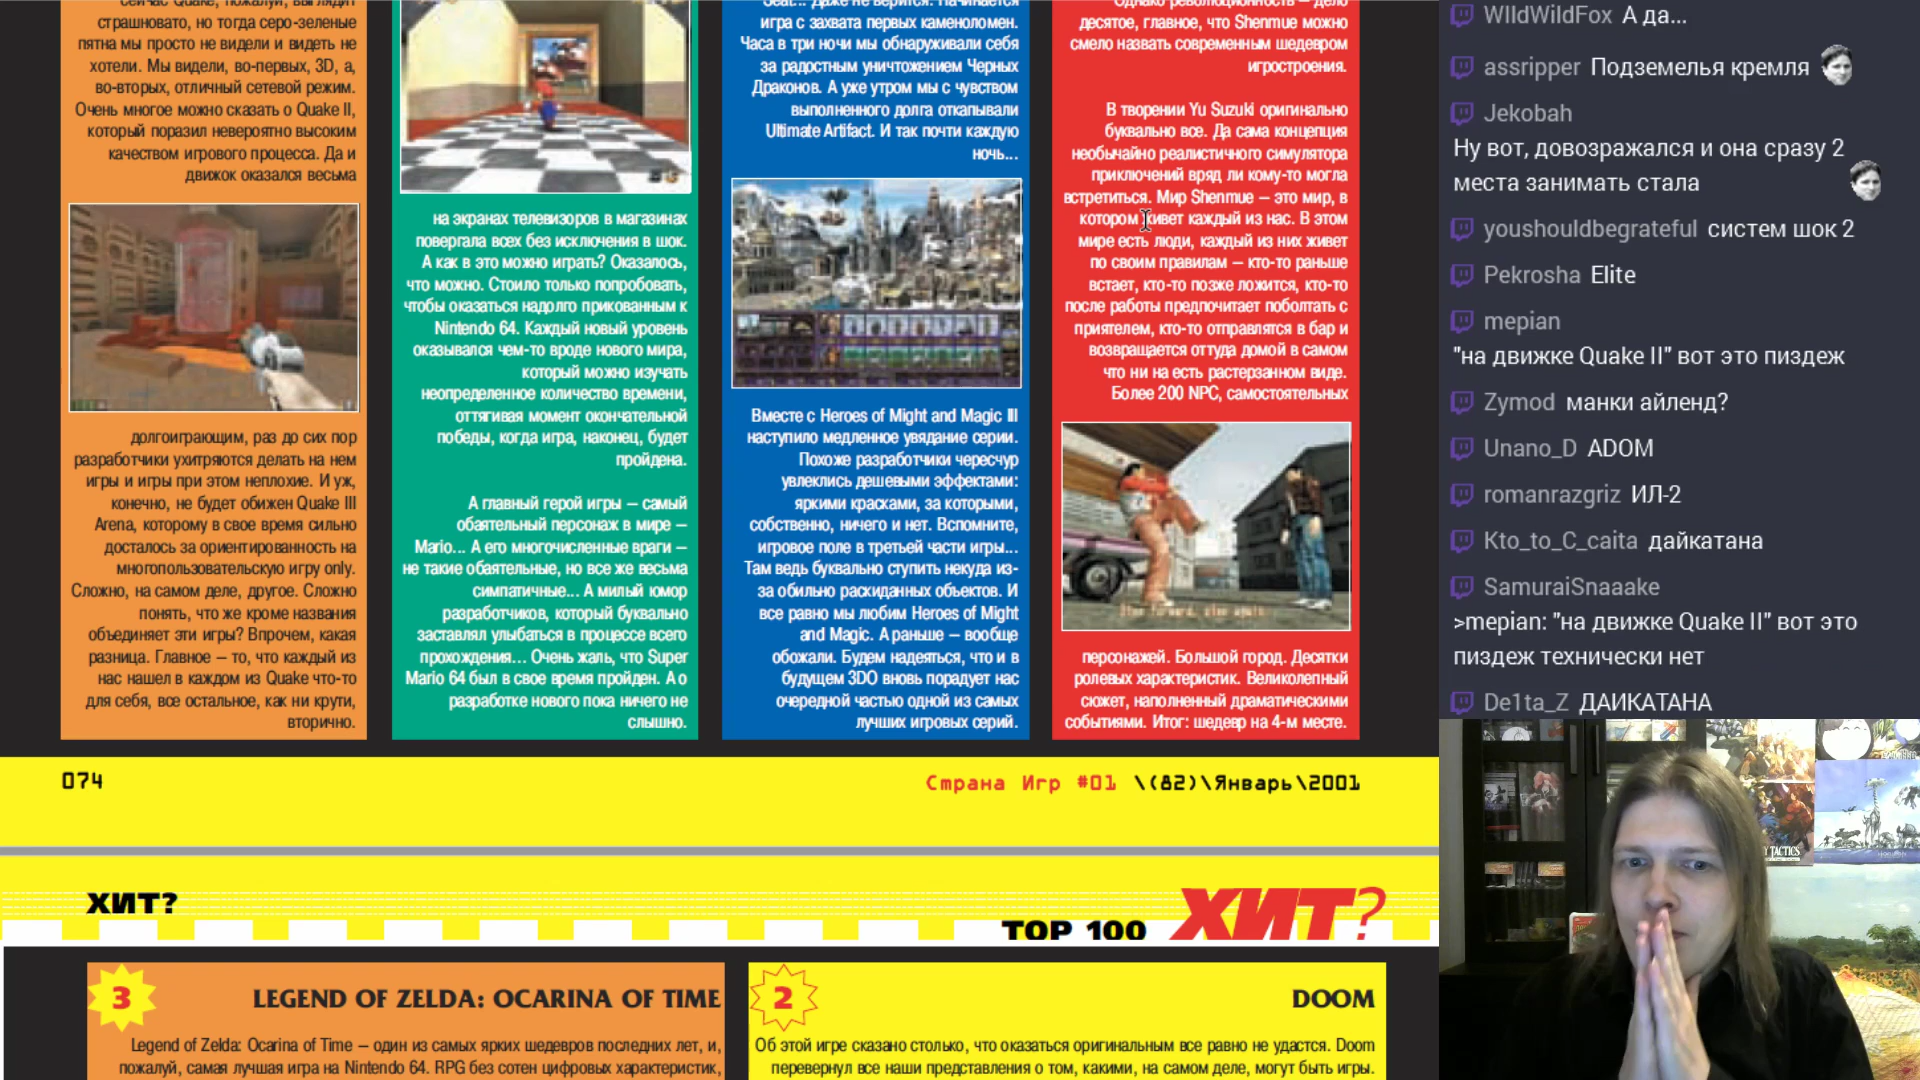 сейчас Quake, пожалуй, выглядит
страшновато, но тогда серо-зеленые
пятна мы просто не видели и видеть не
хотели. Мы видели, во-первых, 3D, а,
во-вторых, отличный сетевой режим.
Очень многое можно сказать о Quake II,
который поразил невероятно высоким
качеством игрового процесса. Да и
движок оказался весьма
долгоиграющим, раз до сих пор
разработчики ухитряются делать на нем
игры и игры при этом неплохие. И уж,
конечно, не будет обижен Quake III
Arena, которому в свое время сильно
досталось за ориентированность на
многопользовательскую игру only.
Сложно, на самом деле, другое. Сложно
понять, что же кроме названия
объединяет эти игры? Впрочем, какая
разница. Главное – то, что каждый из
нас нашел в каждом из Quake что-то
для себя, все остальное, как ни крути,
вторично.
на экранах телевизоров в магазинах
повергала всех без исключения в шок.
А как в это можно играть? Оказалось,
что можно. Стоило только попробовать,
чтобы оказаться надолго прикованным к
Nintendo 64. Каждый новый уровень
оказывался чем-то вроде нового мира,
который можно изучать
неопределенное количество времени,
оттягивая момент окончательной
победы, когда игра, наконец, будет
пройдена.
А главный герой игры – самый
обаятельный персонаж в мире –
Mario... А его многочисленные враги –
не такие обаятельные, но все же весьма
симпатичные... А милый юмор
разработчиков, который буквально
заставлял улыбаться в процессе всего
прохождения... Очень жаль, что Super
Mario 64 был в свое время пройден. А о
разработке нового пока ничего не
слышно.
Seal... Даже не верится. Начинается
игра с захвата первых каменоломен.
Часа в три ночи мы обнаруживали себя
за радостным уничтожением Черных
Драконов. А уже утром мы с чувством
выполненного долга откапывали
Ultimate Artifact. И так почти каждую
ночь...
Вместе с Heroes of Might and Magic III
наступило медленное увядание серии.
Похоже разработчики чересчур
увлеклись дешевыми эффектами:
яркими красками, за которыми,
собственно, ничего и нет. Вспомните,
игровое поле в третьей части игры...
Там ведь буквально ступить некуда из-
за обильно раскиданных объектов. И
все равно мы любим Heroes of Might
and Magic. А раньше – вообще
обожали. Будем надеяться, что и в
будущем 3DO вновь порадует нас
очередной частью одной из самых
лучших игровых серий.
Однако революционность – дело
десятое, главное, что Shenmue можно
смело назвать современным шедевром
игростроения.
В творении Yu Suzuki оригинально
буквально все. Да сама концепция
необычайно реалистичного симулятора
приключений вряд ли кому-то могла
встретиться. Мир Shenmue – это мир, в
котором живет каждый из нас. В этом
мире есть люди, каждый из них живет
по своим правилам – кто-то раньше
встает, кто-то позже ложится, кто-то
после работы предпочитает поболтать с
приятелем, кто-то отправлятся в бар и
возвращается оттуда домой в самом
что ни на есть растерзанном виде.
Более 200 NPC, самостоятельных
персонажей. Большой город. Десятки
ролевых характеристик. Великолепный
сюжет, наполненный драматическими
событиями. Итог: шедевр на 4-м месте.
074
Страна Игр #01 \(82)\Январь\2001
ХИТ?
TOP 100 ХИТ?
3
LEGEND OF ZELDA: OCARINA OF TIME
Legend of Zelda: Ocarina of Time – один из самых ярких шедевров последних лет, и,
пожалуй, самая лучшая игра на Nintendo 64. RPG без сотен цифровых характеристик,
2
DOOM
Об этой игре сказано столько, что оказаться оригинальным все равно не удастся. Doom
перевернул все наши представления о том, какими, на самом деле, могут быть игры.
WIldWildFox А да...
assripper Подземелья кремля
Jekobah
Ну вот, довозражался и она сразу 2
места занимать стала
youshouldbegrateful систем шок 2
Pekrosha Elite
mepian
"на движке Quake II" вот это пиздеж
Zymod манки айленд?
Unano_D ADOM
romanrazgriz ИЛ-2
Kto_to_C_caita дайкатана
SamuraiSnaaake
>mepian: "на движке Quake II" вот это
пиздеж технически нет
De1ta_Z ДАИКАТАНА
TACTICS